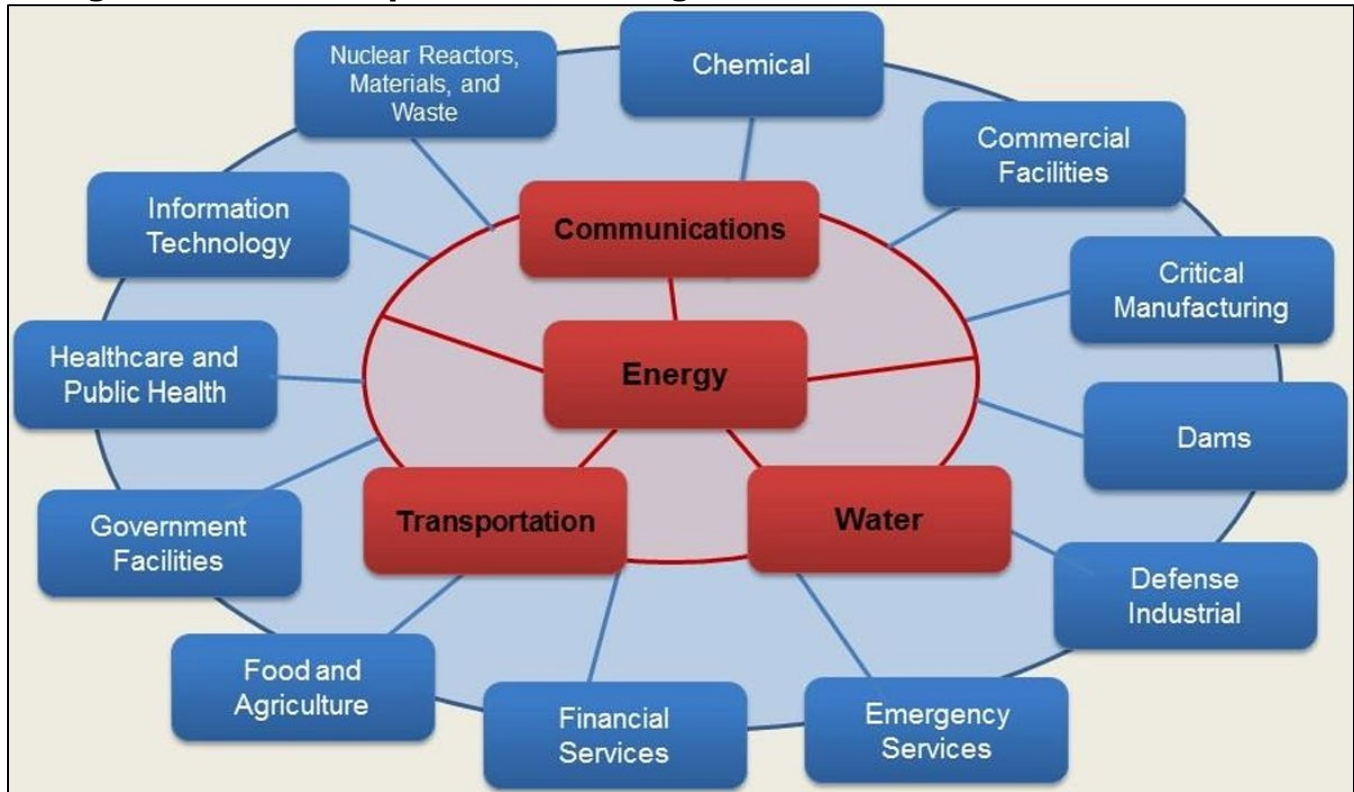 Nuclear Reactors,
Materials, and
Waste
Chemical
Commercial
Facilities
Information
Technology
Communications
Critical
Manufacturing
Healthcare and
Public Health
Energy
Dams
Government
Facilities
Transportation
Water
Defense
Industrial
Food and
Agriculture
Financial
Services
Emergency
Services